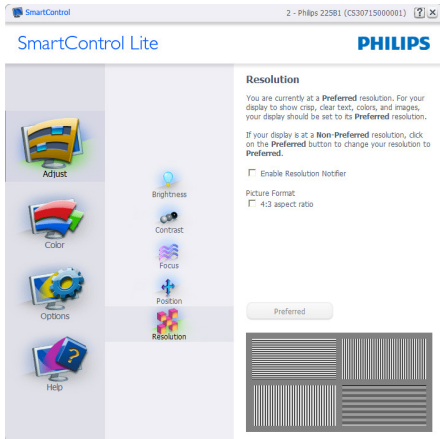 SmartControl
2 - Philips 225B1 (CS30715000001)
SmartControl Lite
PHILIPS
Adjust
Color
Options
Help
Brightness
Contrast
Focus
Position
Resolution
Resolution
You are currently at a Preferred resolution. For your
display to show crisp, clear text, colors, and images,
your display should be set to its Preferred resolution.
If your display is at a Non-Preferred resolution, click
on the Preferred button to change your resolution to
Preferred.
Enable Resolution Notifier
Picture Format
4:3 aspect ratio
Preferred